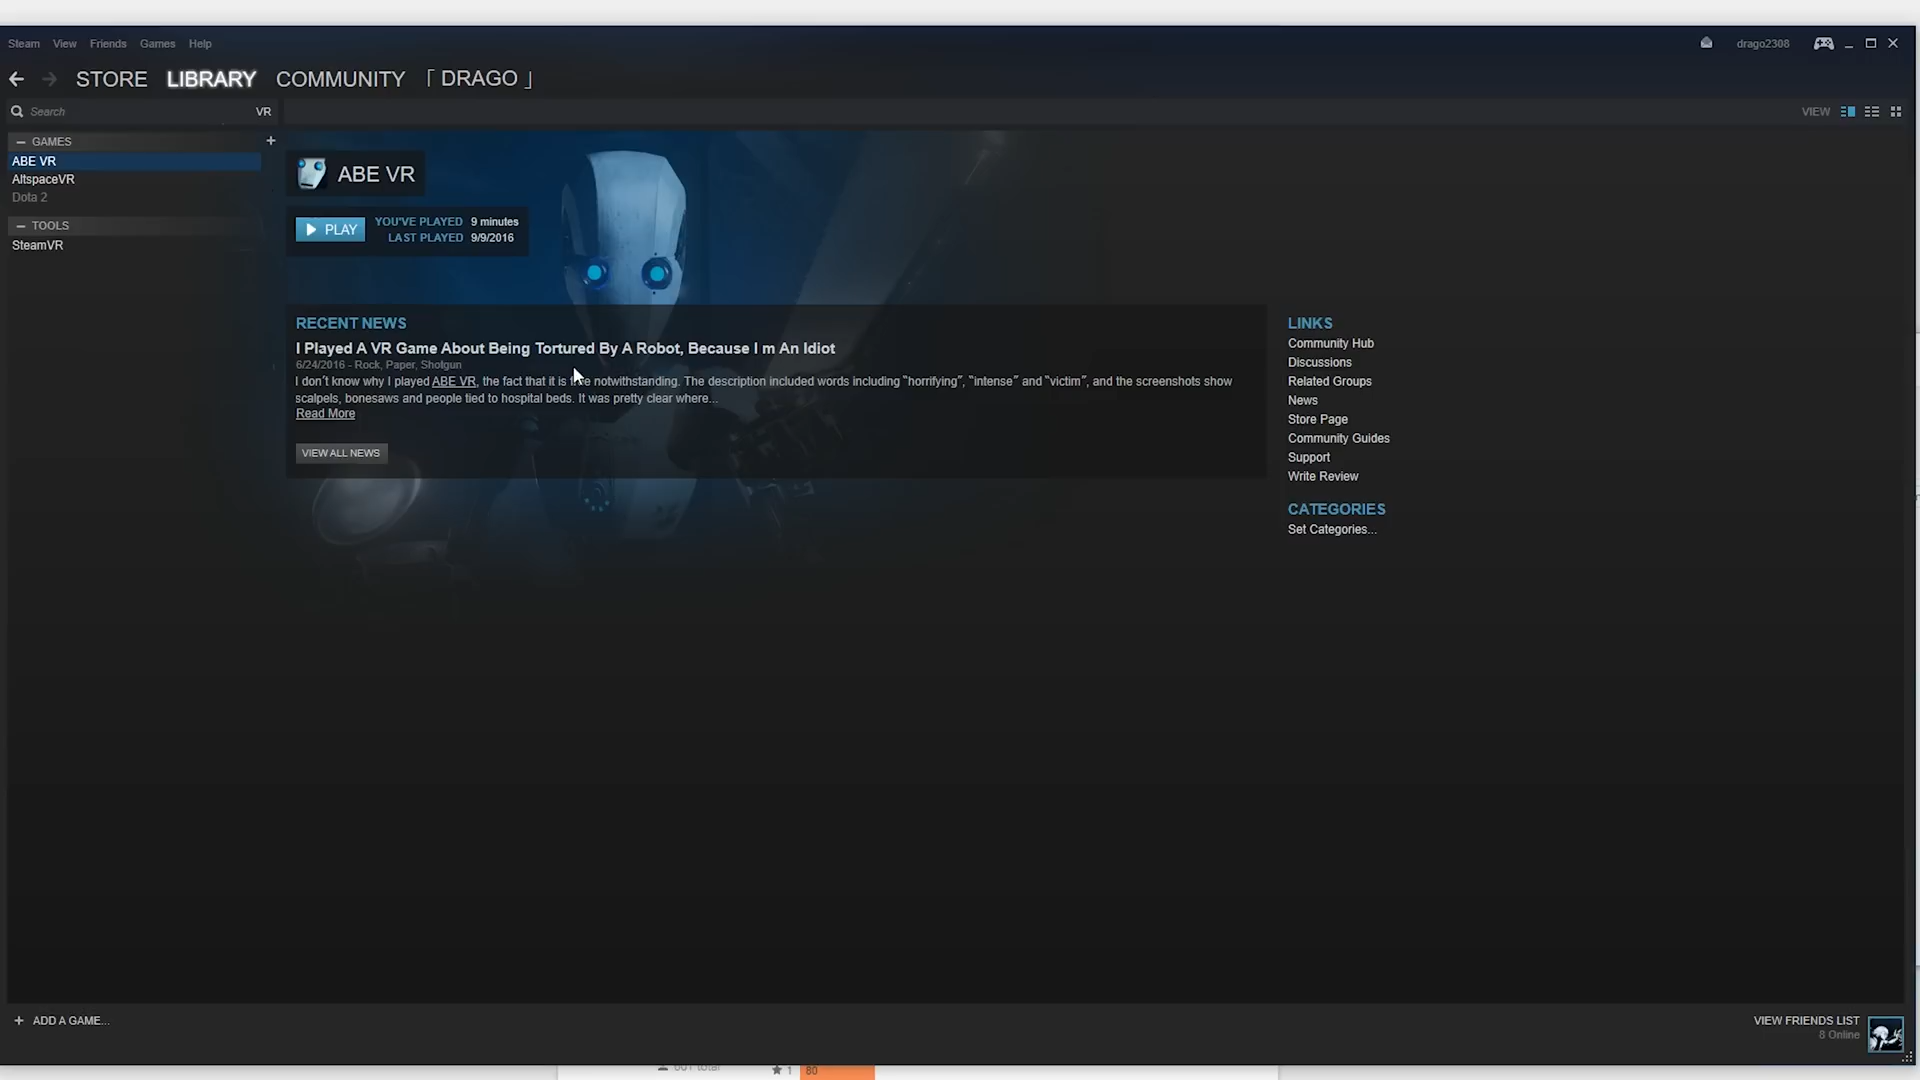 Steam View Friends Games Help
drago2308
STORE LIBRARY COMMUNITY 「 DRAGO 」
Search VR
VIEW
GAMES
ABE VR
AltspaceVR
Dota 2
TOOLS
SteamVR
ABE VR
PLAY
YOU'VE PLAYED 9 minutes
LAST PLAYED 9/9/2016
RECENT NEWS
I Played A VR Game About Being Tortured By A Robot, Because I m An Idiot
6/24/2016 - Rock, Paper, Shotgun
I don't know why I played ABE VR, the fact that it is free notwithstanding. The description included words including “horrifying”, “intense” and “victim”, and the screenshots show
scalpels, bonesaws and people tied to hospital beds. It was pretty clear where...
Read More
VIEW ALL NEWS
LINKS
Community Hub
Discussions
Related Groups
News
Store Page
Community Guides
Support
Write Review
CATEGORIES
Set Categories...
ADD A GAME...
VIEW FRIENDS LIST
8 Online
total 1 80